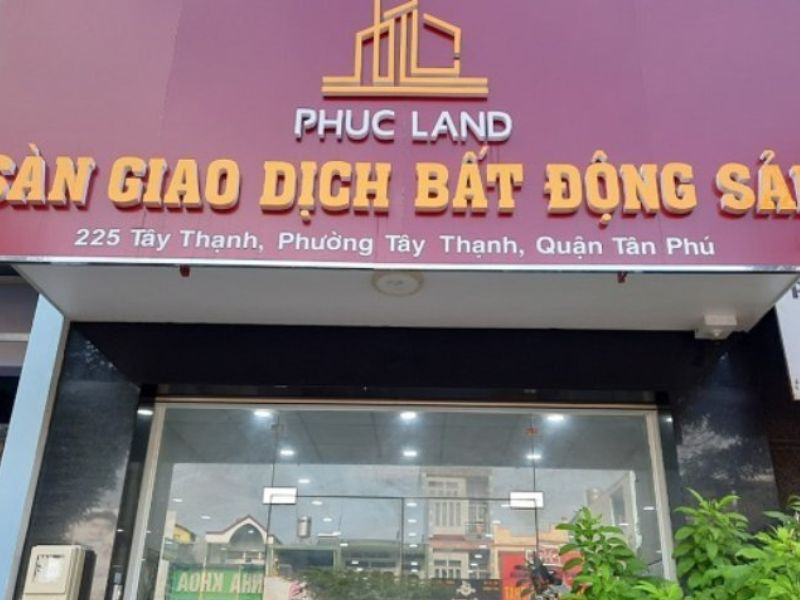 PHUC LAND
SÀN GIAO DỊCH BẤT ĐỘNG SẢN
225 Tây Thạnh, Phường Tây Thạnh, Quận Tân Phú
NHA KHOA